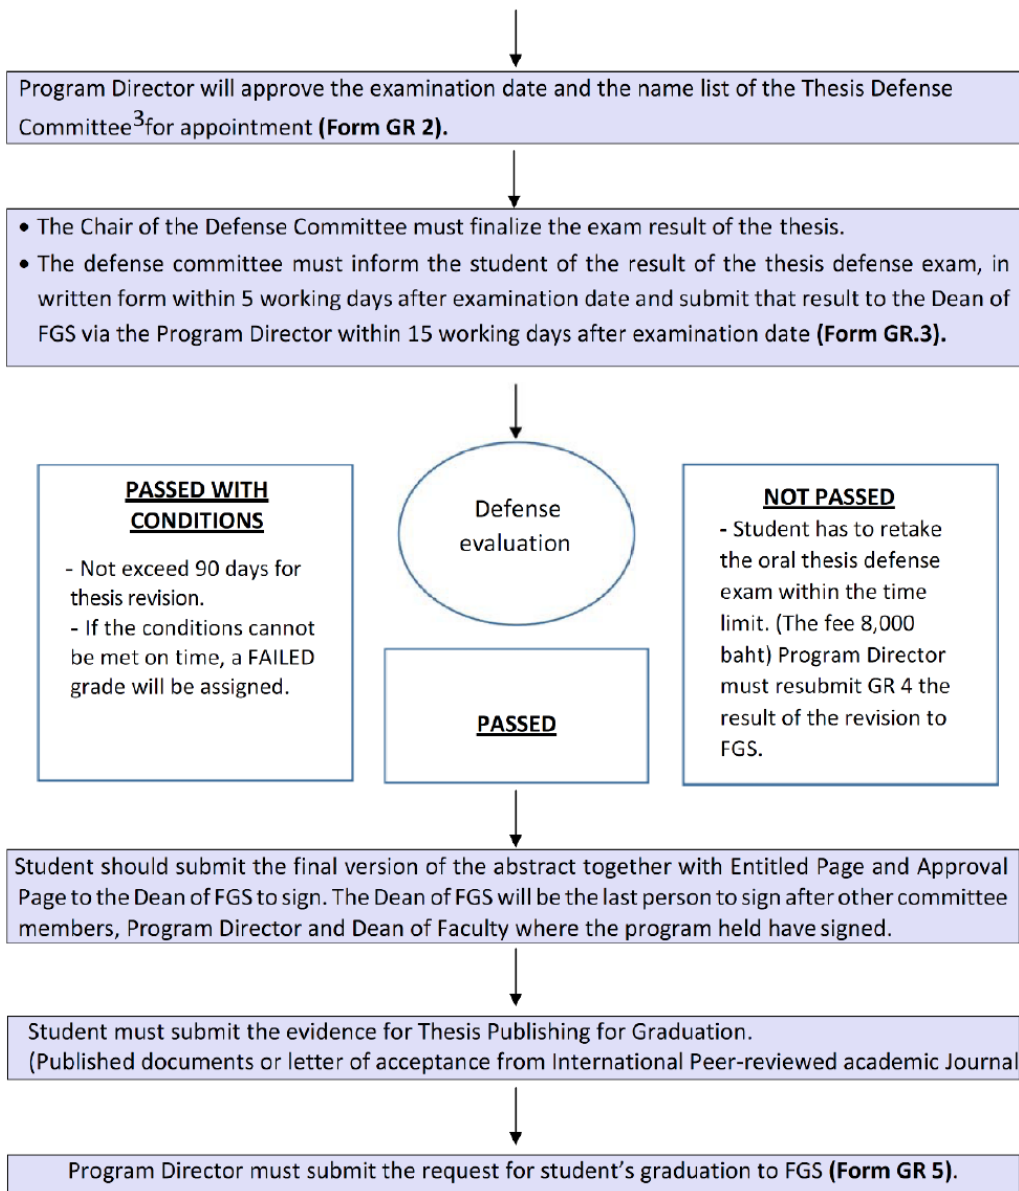 Program Director will approve the examination date and the name list of the Thesis Defense
Committee3for appointment (Form GR 2).
• The Chair of the Defense Committee must finalize the exam result of the thesis.
• The defense committee must inform the student of the result of the thesis defense exam, in
written form within 5 working days after examination date and submit that result to the Dean of
FGS via the Program Director within 15 working days after examination date (Form GR.3).
Defense
evaluation
PASSED WITH
CONDITIONS
- Not exceed 90 days for
thesis revision.
- If the conditions cannot
be met on time, a FAILED
grade will be assigned.
PASSED
NOT PASSED
- Student has to retake
the oral thesis defense
exam within the time
limit. (The fee 8,000
baht) Program Director
must resubmit GR 4 the
result of the revision to
FGS.
Student should submit the final version of the abstract together with Entitled Page and Approval
Page to the Dean of FGS to sign. The Dean of FGS will be the last person to sign after other committee
members, Program Director and Dean of Faculty where the program held have signed.
Student must submit the evidence for Thesis Publishing for Graduation.
(Published documents or letter of acceptance from International Peer-reviewed academic Journal
Program Director must submit the request for student's graduation to FGS (Form GR 5).